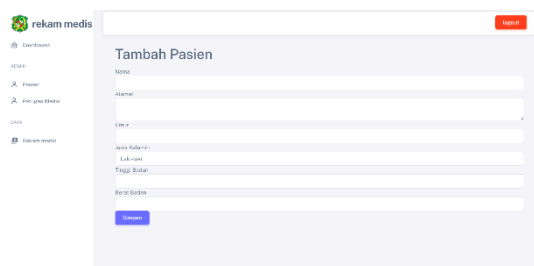 rekam medis
logout
Dashboard
ADMIN
Pasien
Petugas Medis
DATA
Rekam medis
Tambah Pasien
Nama
Alamat
Umur
Jenis Kelamin
Laki-laki
Tinggi Badan
Berat Badan
Simpan